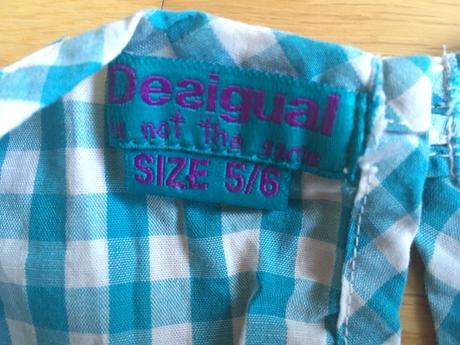 Desigual
is not the same
SIZE 5/6